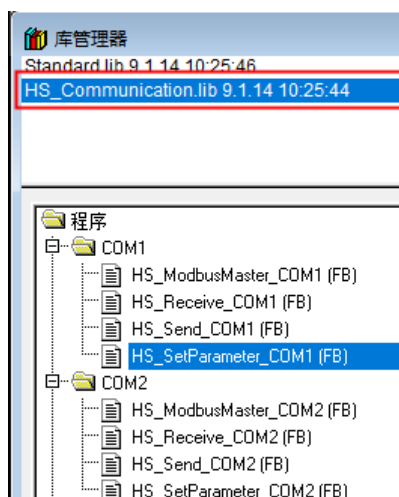 库管理器
Standard.lib 9.1.14 10:25:46
HS_Communication.lib 9.1.14 10:25:44
程序
COM1
HS_ModbusMaster_COM1 (FB)
HS_Receive_COM1 (FB)
HS_Send_COM1 (FB)
HS_SetParameter_COM1 (FB)
COM2
HS_ModbusMaster_COM2 (FB)
HS_Receive_COM2 (FB)
HS_Send_COM2 (FB)
HS_SetParameter_COM2 (FB)